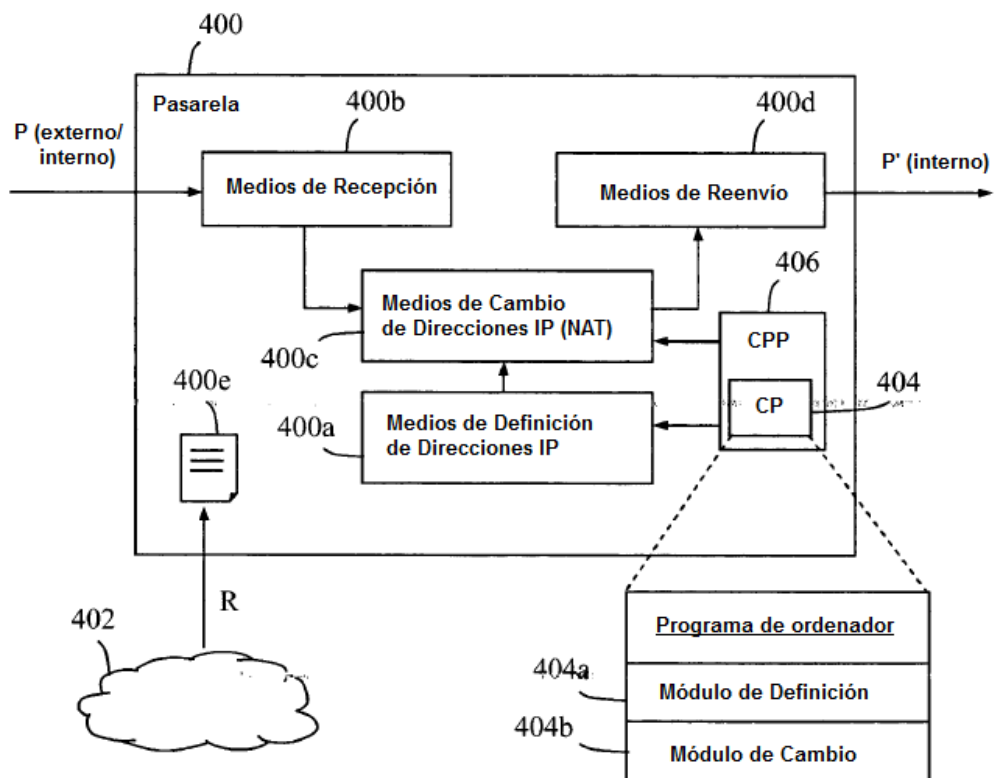 400
Pasarela
400b
400d
P (externo/
interno)
P' (interno)
Medios de Recepción
Medios de Reenvío
406
Medios de Cambio
de Direcciones IP (NAT)
CPP
400c
400e
404
CP
400a
Medios de Definición
de Direcciones IP
R
402
Programa de ordenador
404a
Módulo de Definición
404b
Módulo de Cambio